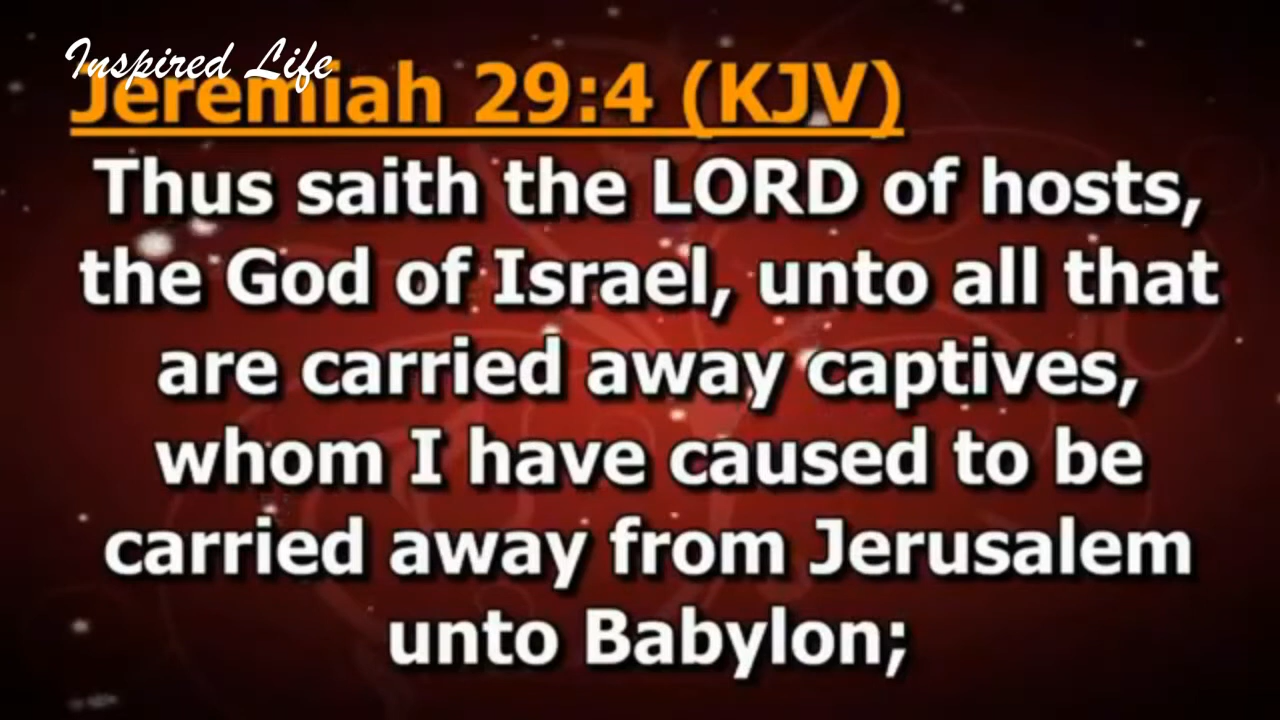 Inspired Life
Jeremiah 29:4 (KJV)
Thus saith the LORD of hosts,
the God of Israel, unto all that
are carried away captives,
whom I have caused to be
carried away from Jerusalem
unto Babylon;